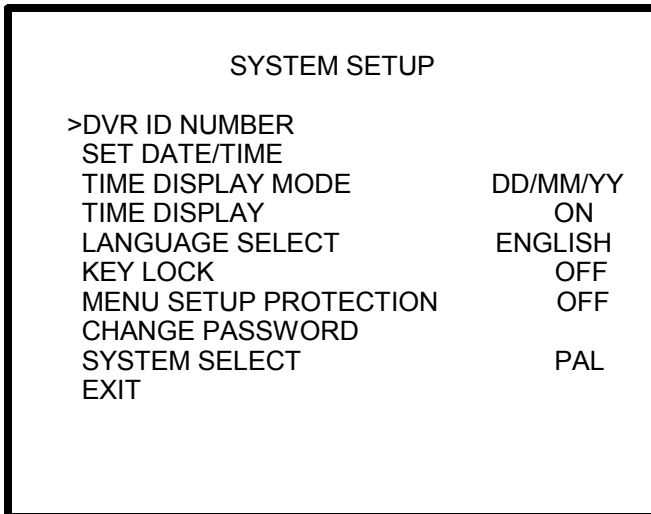 SYSTEM SETUP
>DVR ID NUMBER
SET DATE/TIME
TIME DISPLAY MODE DD/MM/YY
TIME DISPLAY ON
LANGUAGE SELECT ENGLISH
KEY LOCK OFF
MENU SETUP PROTECTION OFF
CHANGE PASSWORD
SYSTEM SELECT PAL
EXIT